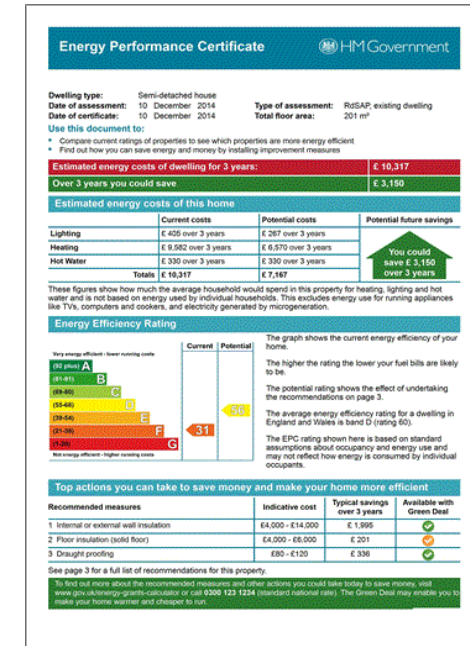 Energy Performance Certificate
HM Government
Dwelling type: Semi-detached house
Date of assessment: 10 December 2014 Type of assessment: RdSAP, existing dwelling
Date of certificate: 10 December 2014 Total floor area: 201 m²
Use this document to:
• Compare current ratings of properties to see which properties are more energy efficient
• Find out how you can save energy and money by installing improvement measures
Estimated energy costs of dwelling for 3 years: £ 10,317
Over 3 years you could save £ 3,150
Estimated energy costs of this home
Current costs Potential costs Potential future savings
Lighting £ 405 over 3 years £ 267 over 3 years
Heating £ 9,582 over 3 years £ 6,570 over 3 years
Hot Water £ 330 over 3 years £ 330 over 3 years
Totals £ 10,317 £ 7,167
You could
save £ 3,150
over 3 years
These figures show how much the average household would spend in this property for heating, lighting and hot
water and is not based on energy used by individual households. This excludes energy use for running appliances
like TVs, computers and cookers, and electricity generated by microgeneration.
Energy Efficiency Rating
Current Potential
Very energy efficient - lower running costs
(92 plus) A
(81-91) B
(69-80) C
(55-68) D
(39-54) E
(21-38) F
(1-20) G
Not energy efficient - higher running costs
31
56
The graph shows the current energy efficiency of your
home.
The higher the rating the lower your fuel bills are likely
to be.
The potential rating shows the effect of undertaking
the recommendations on page 3.
The average energy efficiency rating for a dwelling in
England and Wales is band D (rating 60).
The EPC rating shown here is based on standard
assumptions about occupancy and energy use and
may not reflect how energy is consumed by individual
occupants.
Top actions you can take to save money and make your home more efficient
Recommended measures Indicative cost Typical savings over 3 years Available with Green Deal
1 Internal or external wall insulation £4,000 - £14,000 £ 1,995
2 Floor insulation (solid floor) £4,000 - £6,000 £ 201
3 Draught proofing £80 - £120 £ 336
See page 3 for a full list of recommendations for this property.
To find out more about the recommended measures and other actions you could take today to save money, visit
www.gov.uk/energy-grants-calculator or call 0300 123 1234 (standard national rate). The Green Deal may enable you to
make your home warmer and cheaper to run.